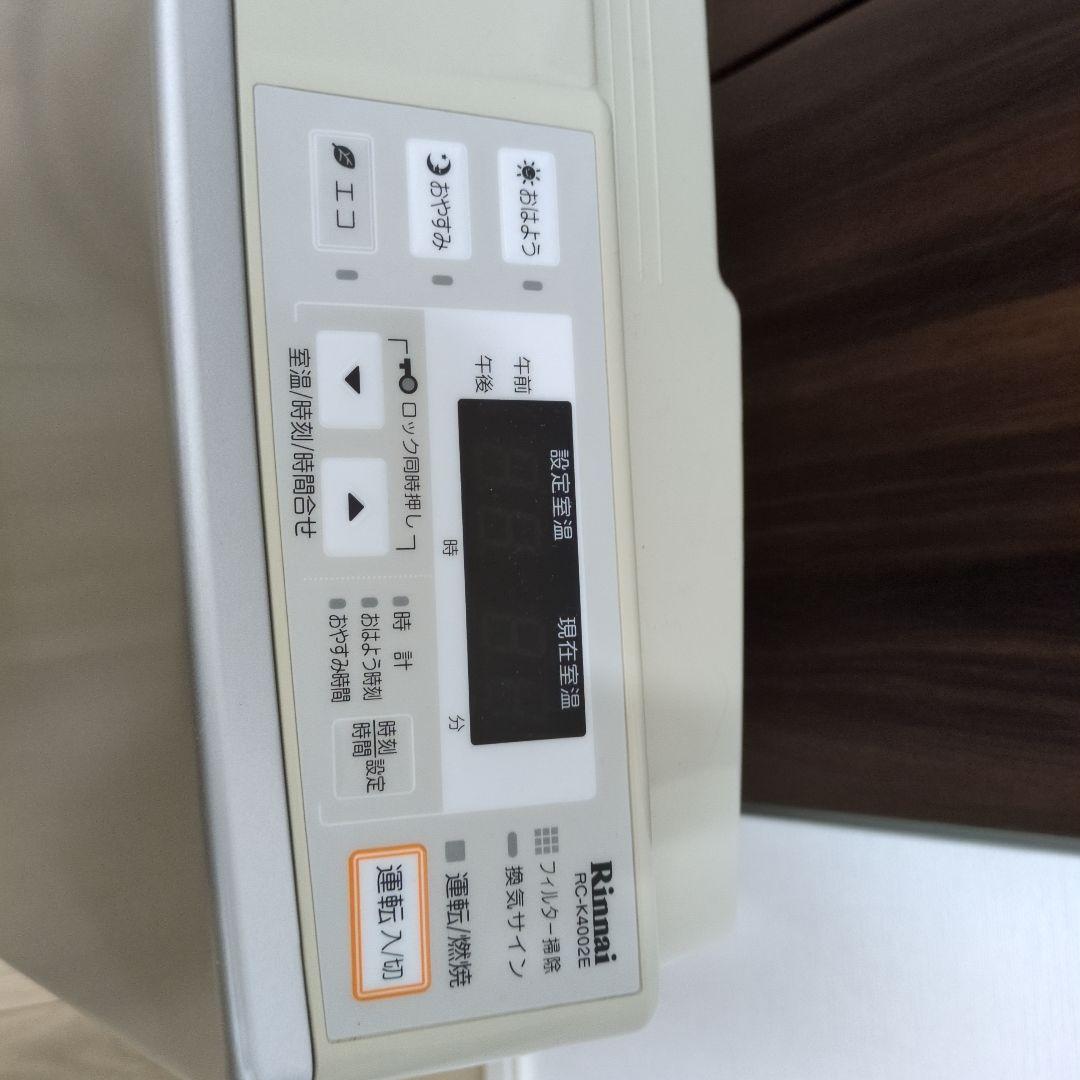 おはよう
おやすみ
エコ
午前
午後
設定室温
現在室温
時
分
ロック同時押し
室温/時刻/時間合せ
時計
おはよう時刻
おやすみ時間
時刻
時間
設定
Rinnai
RC-K4002E
フィルター掃除
換気サイン
運転/燃焼
運転 入/切